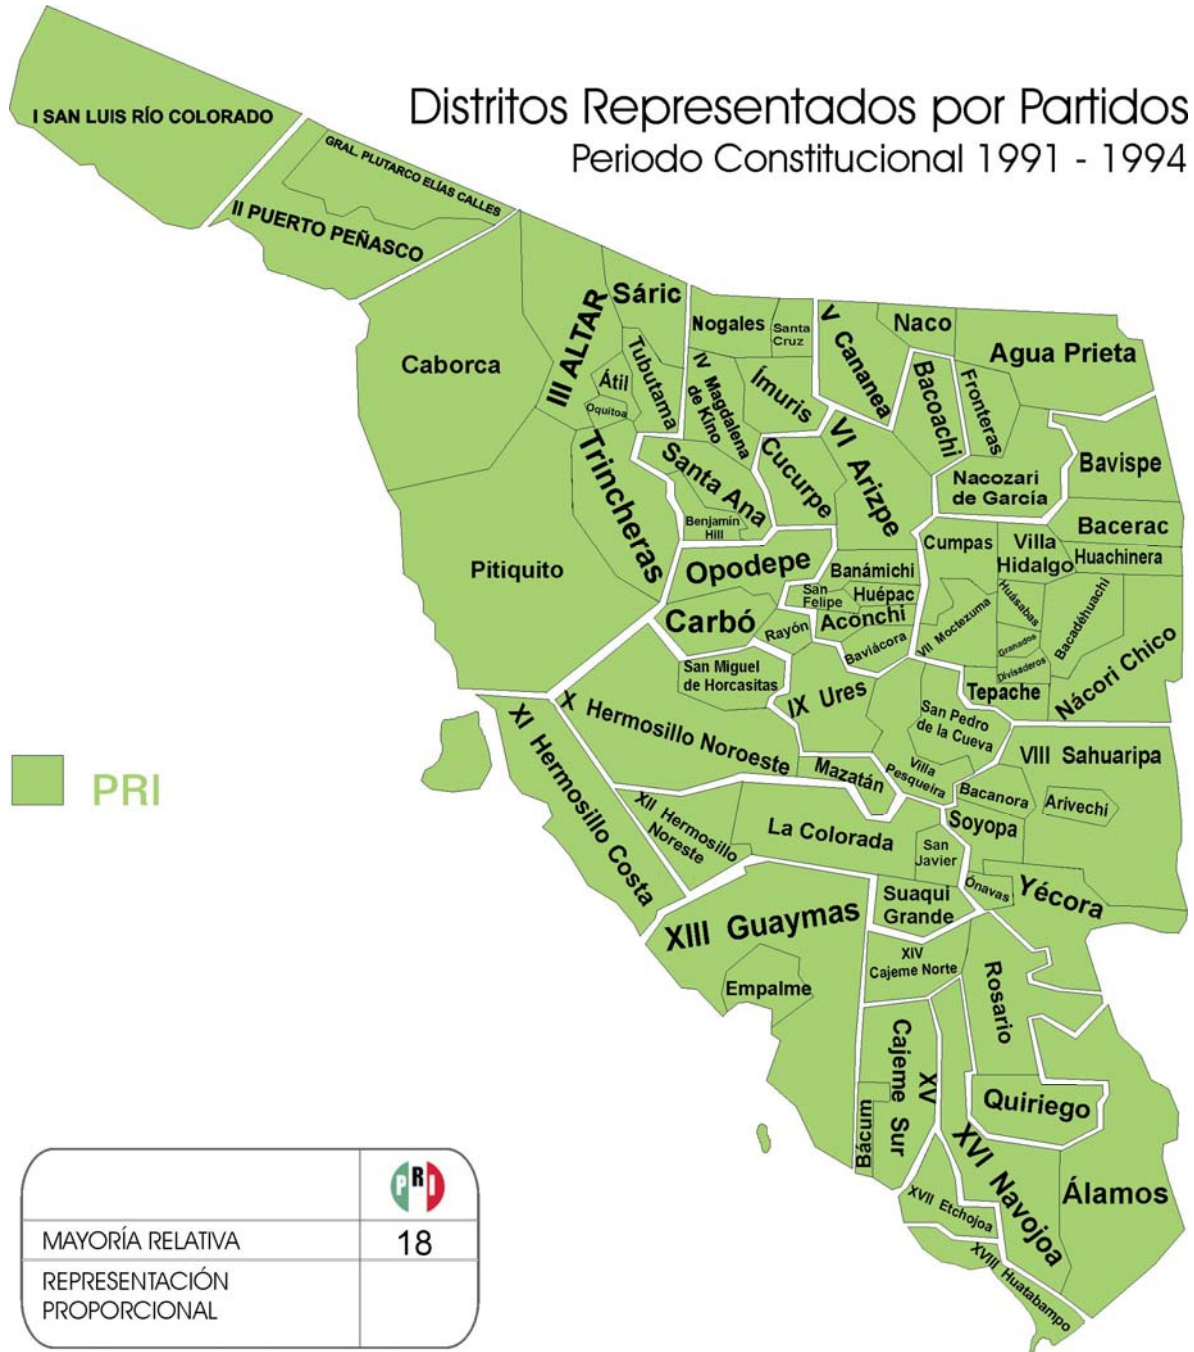 Distritos Representados por Partidos
Periodo Constitucional 1991 - 1994
I SAN LUIS RÍO COLORADO
GRAL. PLUTARCO ELÍAS CALLES
II PUERTO PEÑASCO
Caborca
III ALTAR
Sáric
Tubutama
Átil
Oquitoa
Trincheras
Pitiquito
Nogales
Santa
Cruz
IV Magdalena
de Kino
Ímuris
Santa Ana
Benjamín
Hill
Cucurpe
V Cananea
Naco
Agua Prieta
Bacoachi
Fronteras
Nacozari
de García
VI Arizpe
Bavispe
Bacerac
Huachinera
Cumpas
Villa
Hidalgo
Huásabas
Bacadéhuachi
VII Moctezuma
Granados
Divisaderos
Tepache
Nácori Chico
Opodepe
Banámichi
San
Felipe
Huépac
Aconchi
Baviácora
Carbó
Rayón
San Miguel
de Horcasitas
IX Ures
San Pedro
de la Cueva
Villa
Pesqueira
Mazatán
X Hermosillo Noroeste
XI Hermosillo Costa
XII Hermosillo
Noreste
La Colorada
San
Javier
VIII Sahuaripa
Bacanora
Arivechi
Soyopa
Ónavas
Yécora
Suaqui
Grande
XIII Guaymas
Empalme
XIV
Cajeme Norte
Rosario
XV
Cajeme Sur
Bácum
Quiriego
XVI Navojoa
Álamos
XVII Etchojoa
XVIII Huatabampo
PRI
PRI
MAYORÍA RELATIVA 18
REPRESENTACIÓN
PROPORCIONAL